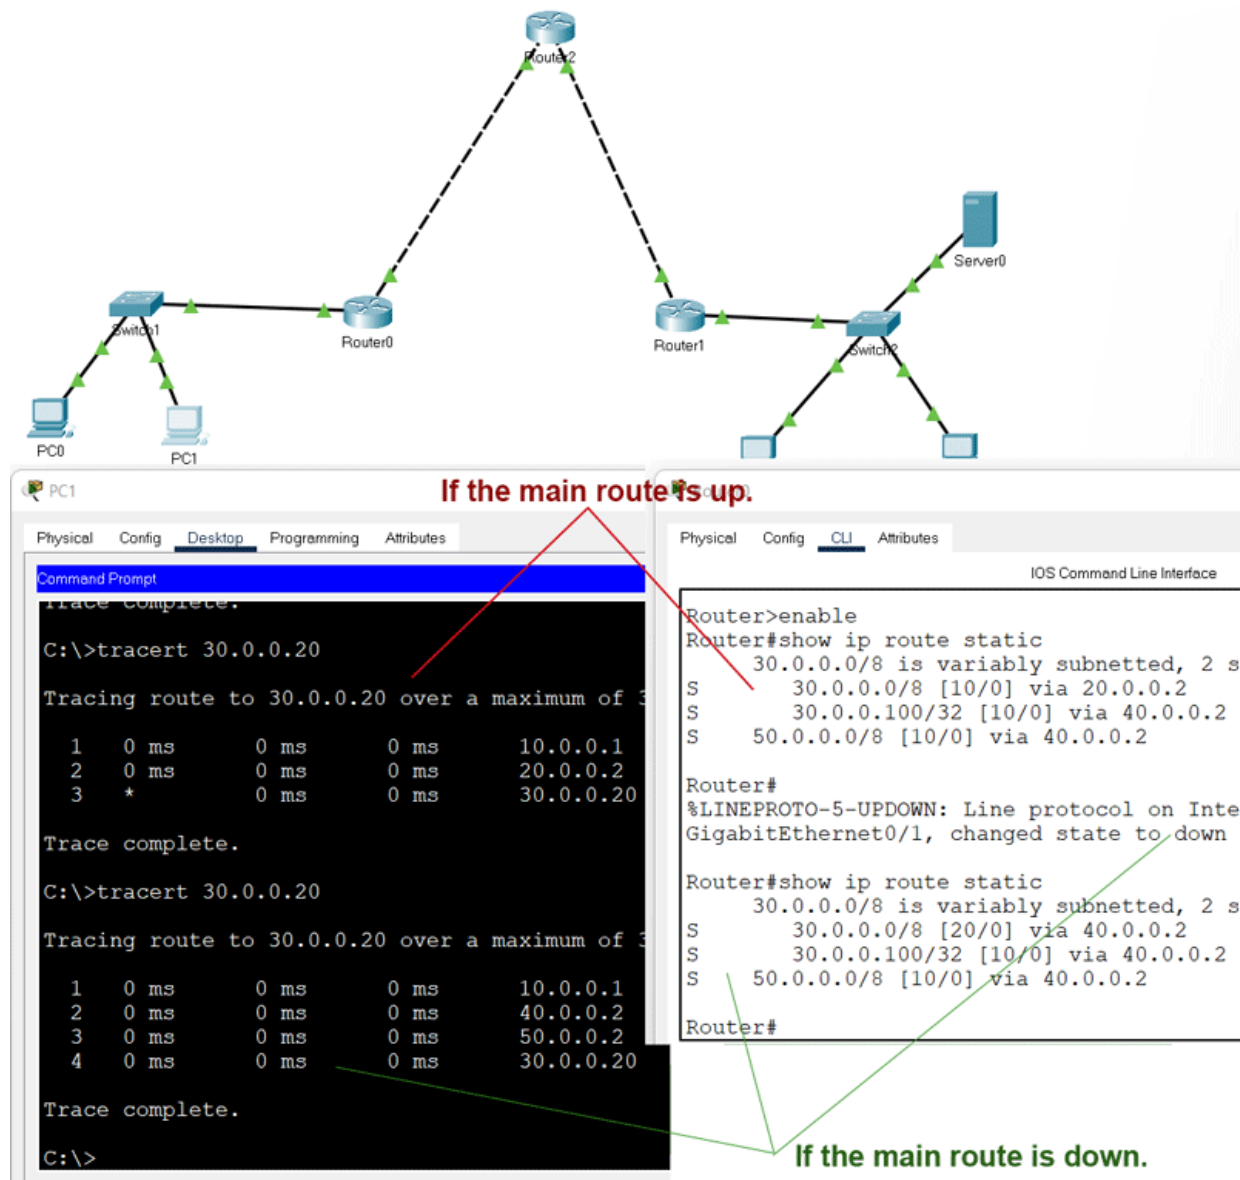 Router2
Server0
Switch1
Router0
Router1
Switch2
PC0
PC1
PC1
If the main route is up.
Physical Config Desktop Programming Attributes
Command Prompt
Trace complete.
C:\>tracert 30.0.0.20
Tracing route to 30.0.0.20 over a maximum of 3
1 0 ms 0 ms 0 ms 10.0.0.1
2 0 ms 0 ms 0 ms 20.0.0.2
3 * 0 ms 0 ms 30.0.0.20
Trace complete.
C:\>tracert 30.0.0.20
Tracing route to 30.0.0.20 over a maximum of 3
1 0 ms 0 ms 0 ms 10.0.0.1
2 0 ms 0 ms 0 ms 40.0.0.2
3 0 ms 0 ms 0 ms 50.0.0.2
4 0 ms 0 ms 0 ms 30.0.0.20
Trace complete.
C:\>
Physical Config CLI Attributes
IOS Command Line Interface
Router>enable
Router#show ip route static
30.0.0.0/8 is variably subnetted, 2 s
S 30.0.0.0/8 [10/0] via 20.0.0.2
S 30.0.0.100/32 [10/0] via 40.0.0.2
S 50.0.0.0/8 [10/0] via 40.0.0.2
Router#
%LINEPROTO-5-UPDOWN: Line protocol on Inte
GigabitEthernet0/1, changed state to down
Router#show ip route static
30.0.0.0/8 is variably subnetted, 2 s
S 30.0.0.0/8 [20/0] via 40.0.0.2
S 30.0.0.100/32 [10/0] via 40.0.0.2
S 50.0.0.0/8 [10/0] via 40.0.0.2
Router#
If the main route is down.